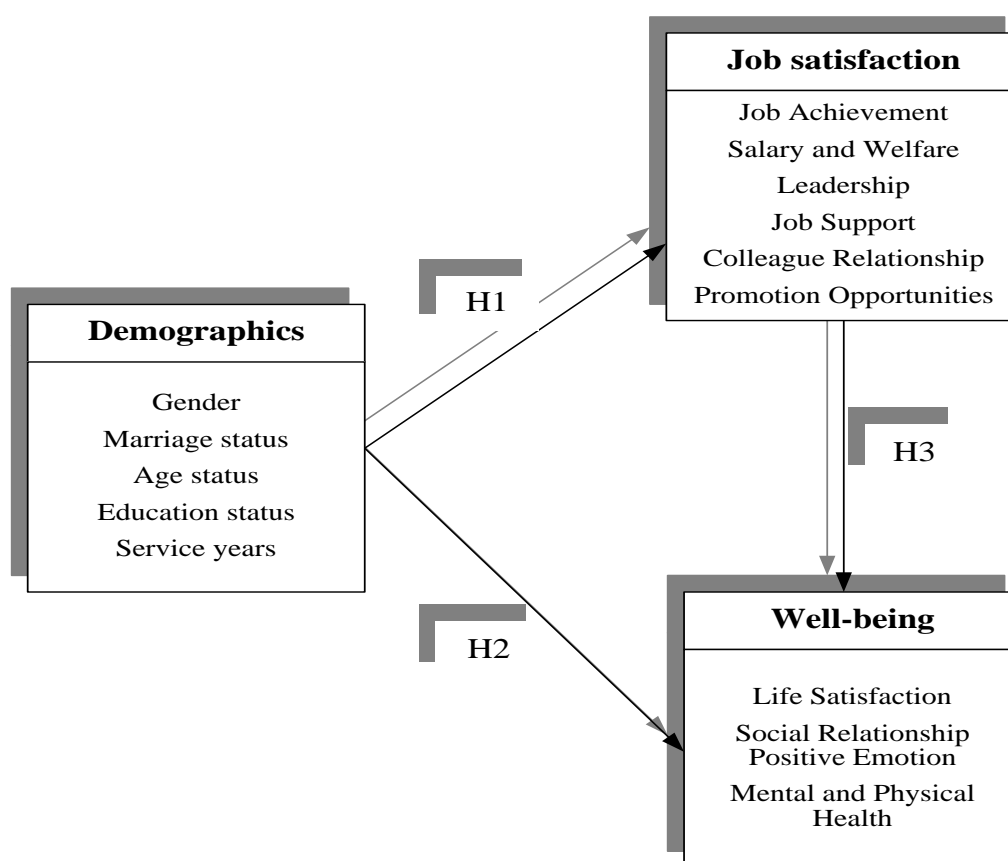 Job satisfaction
Job Achievement
Salary and Welfare
Leadership
Job Support
Colleague Relationship
Promotion Opportunities
H1
Demographics
Gender
Marriage status
Age status
Education status
Service years
H3
H2
Well-being
Life Satisfaction
Social Relationship
Positive Emotion
Mental and Physical
Health